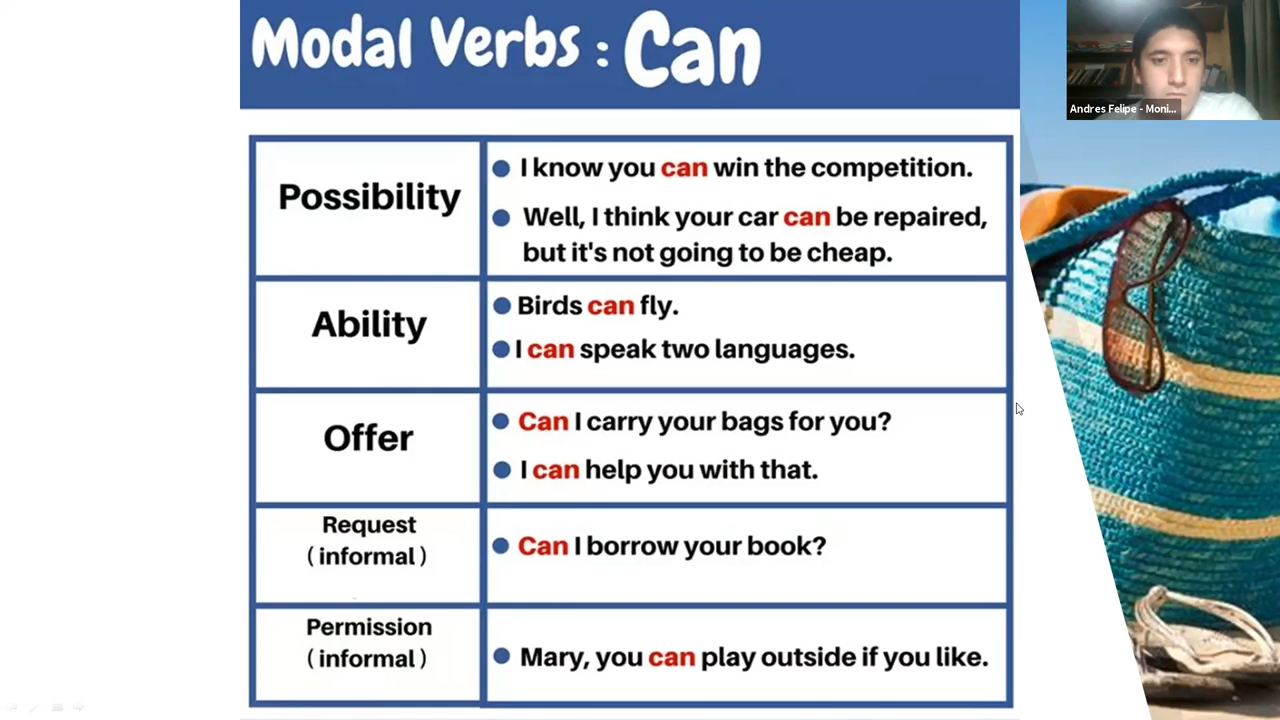 Modal Verbs : Can
Andres Felipe - Moni...
Possibility
I know you can win the competition.
Well, I think your car can be repaired,
but it's not going to be cheap.
Ability
Birds can fly.
I can speak two languages.
Offer
Can I carry your bags for you?
I can help you with that.
Request
( informal )
Can I borrow your book?
Permission
( informal )
Mary, you can play outside if you like.